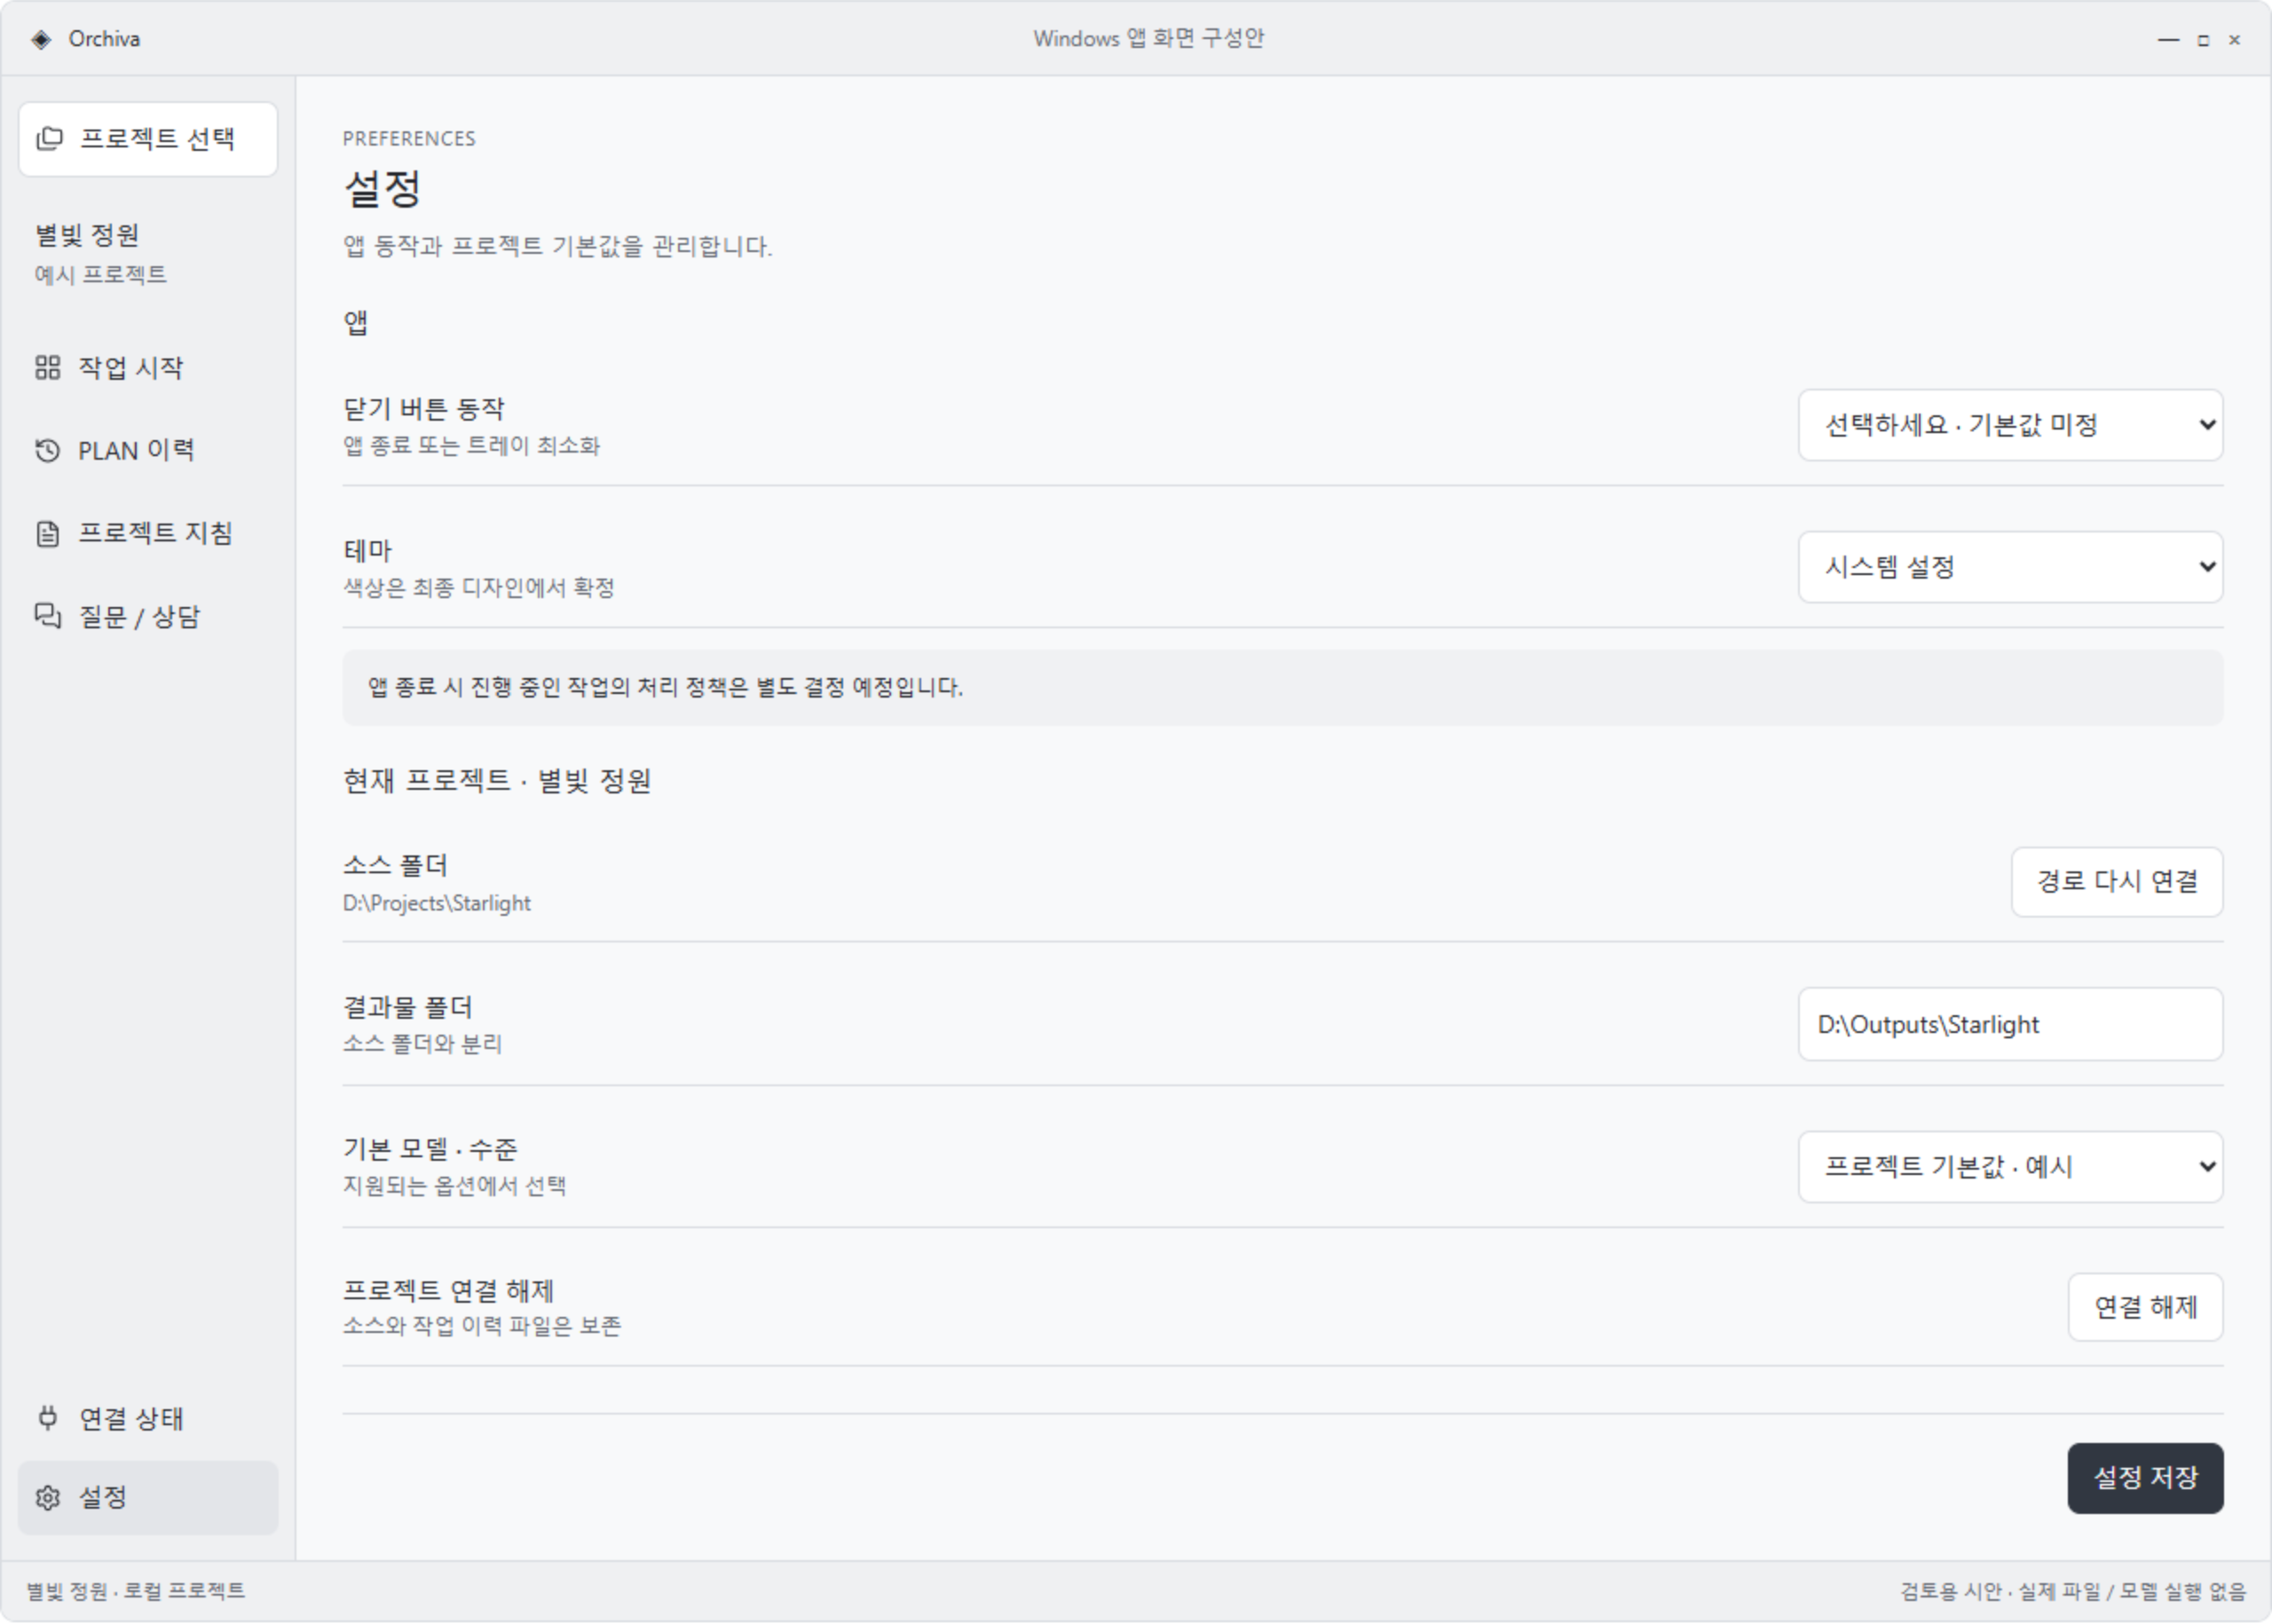 Orchiva
Windows 앱 화면 구성안
프로젝트 선택
별빛 정원
예시 프로젝트
작업 시작
PLAN 이력
프로젝트 지침
질문 / 상담
연결 상태
설정
PREFERENCES
설정
앱 동작과 프로젝트 기본값을 관리합니다.
앱
닫기 버튼 동작
앱 종료 또는 트레이 최소화
선택하세요 · 기본값 미정
테마
색상은 최종 디자인에서 확정
시스템 설정
앱 종료 시 진행 중인 작업의 처리 정책은 별도 결정 예정입니다.
현재 프로젝트 · 별빛 정원
소스 폴더
D:\Projects\Starlight
경로 다시 연결
결과물 폴더
소스 폴더와 분리
D:\Outputs\Starlight
기본 모델 · 수준
지원되는 옵션에서 선택
프로젝트 기본값 · 예시
프로젝트 연결 해제
소스와 작업 이력 파일은 보존
연결 해제
설정 저장
별빛 정원 · 로컬 프로젝트
검토용 시안 · 실제 파일 / 모델 실행 없음